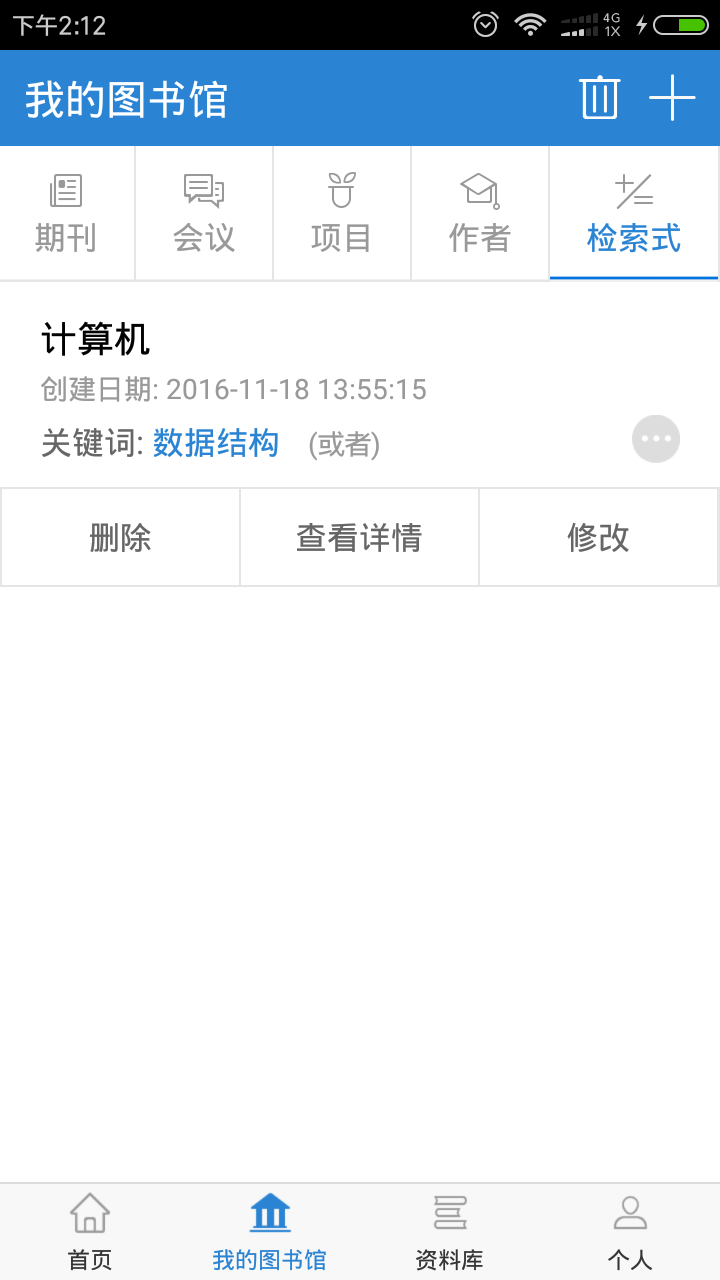 下午2:12
4G
1X
我的图书馆
期刊 会议 项目 作者 检索式
计算机
创建日期: 2016-11-18 13:55:15
关键词: 数据结构 (或者)
删除 查看详情 修改
首页 我的图书馆 资料库 个人